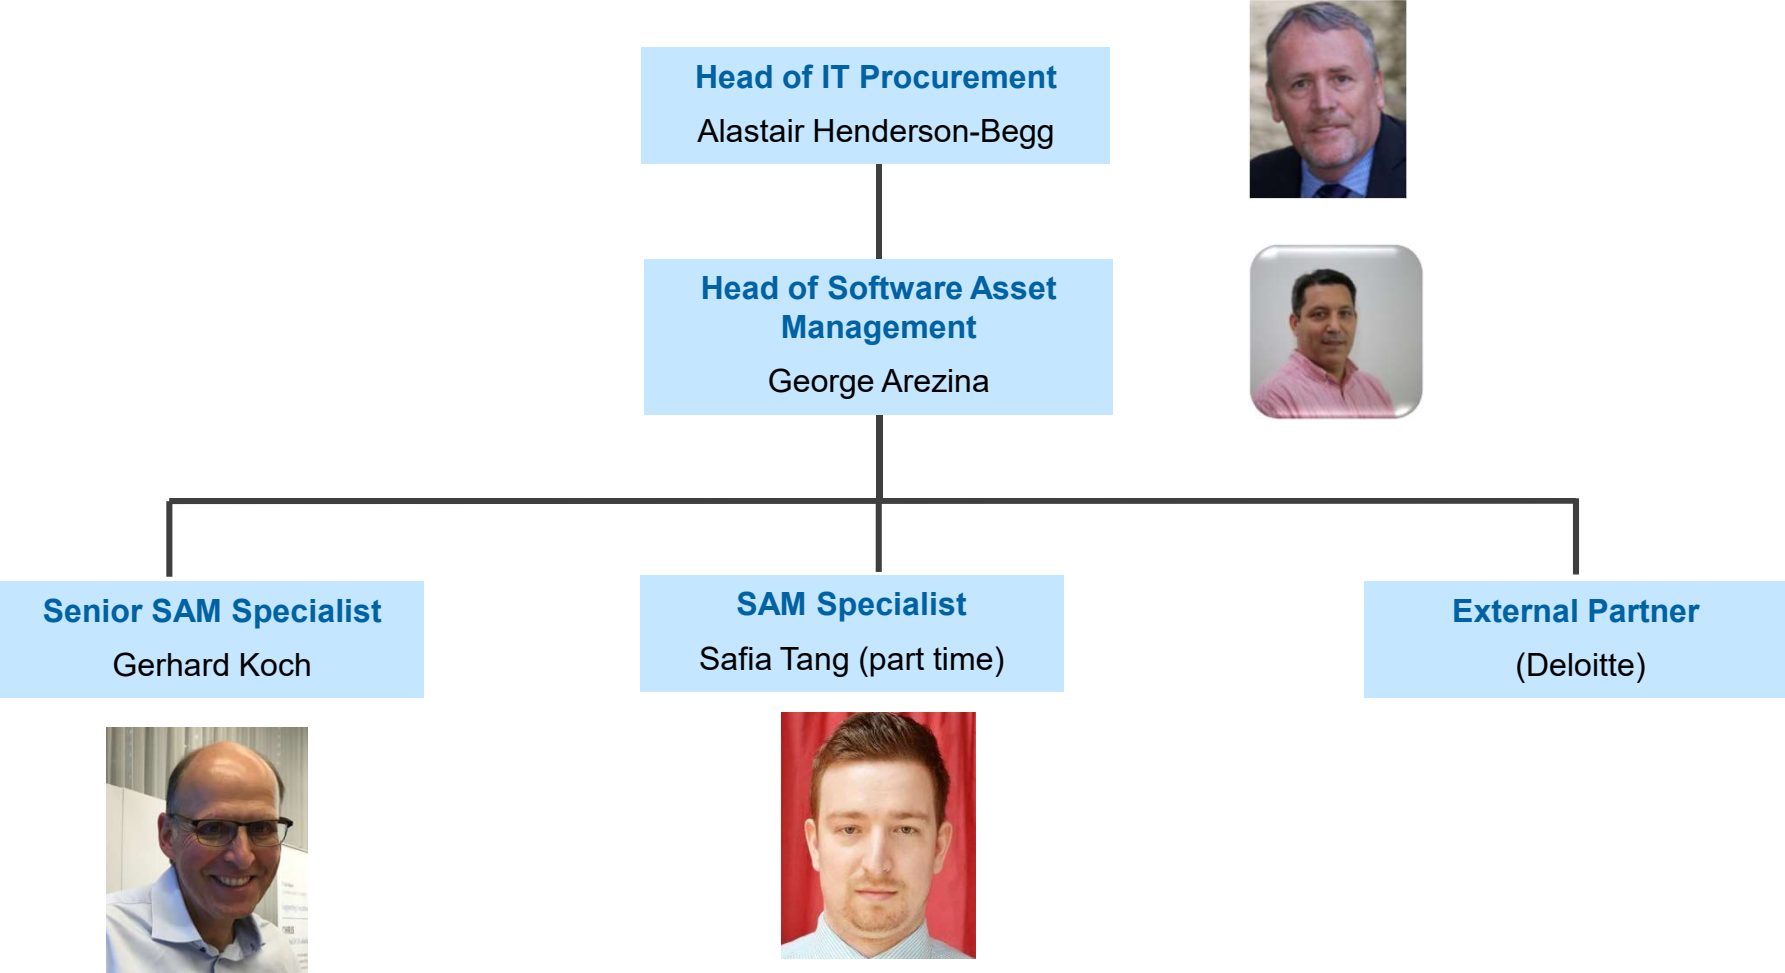 Head of IT Procurement
Alastair Henderson-Begg
Head of Software Asset
Management
George Arezina
Senior SAM Specialist
Gerhard Koch
SAM Specialist
Safia Tang (part time)
External Partner
(Deloitte)